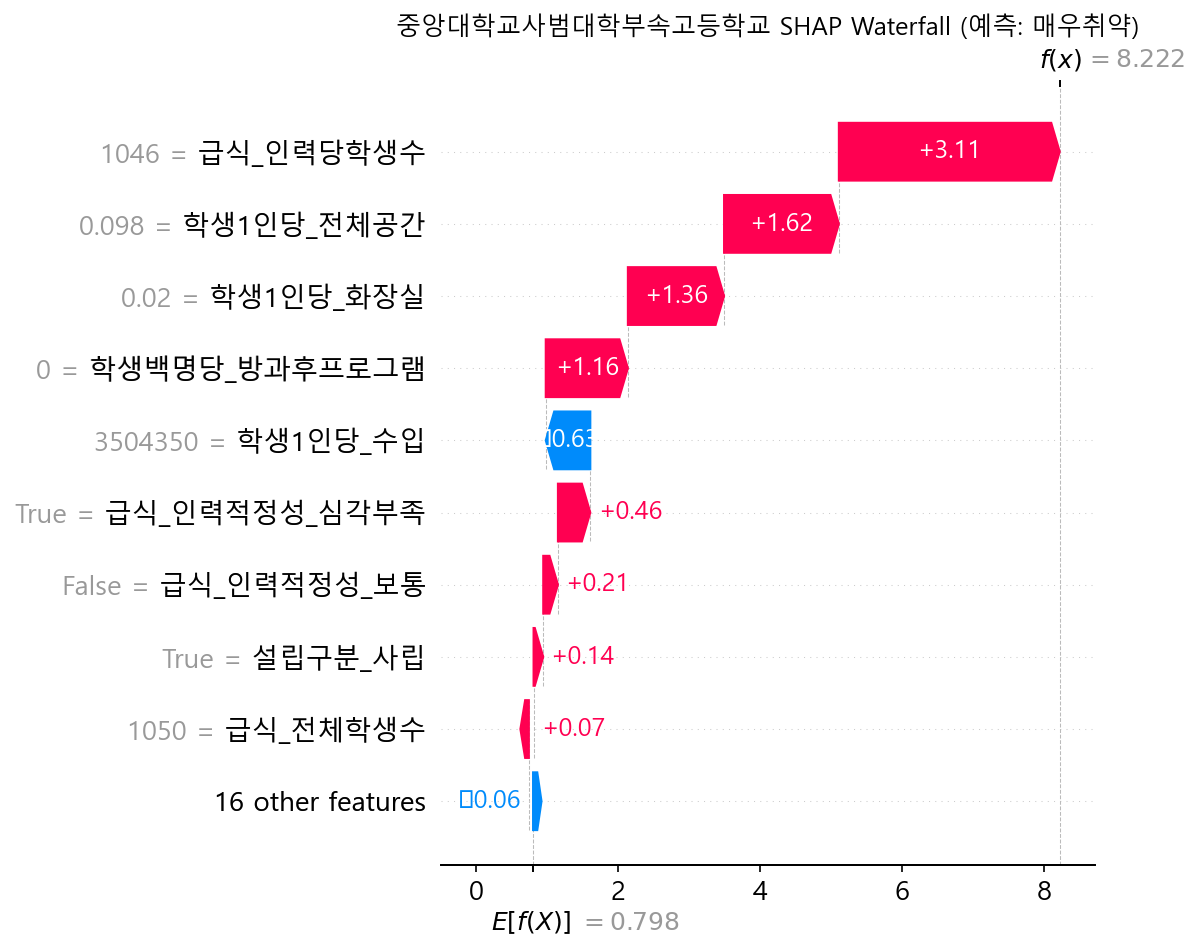 중앙대학교사범대학부속고등학교 SHAP Waterfall (예측: 매우취약)
f(x) = 8.222
1046 = 급식_인력당학생수
+3.11
0.098 = 학생1인당_전체공간
+1.62
0.02 = 학생1인당_화장실
+1.36
0 = 학생백명당_방과후프로그램
+1.16
3504350 = 학생1인당_수입
▯0.63
True = 급식_인력적정성_심각부족
+0.46
False = 급식_인력적정성_보통
+0.21
True = 설립구분_사립
+0.14
1050 = 급식_전체학생수
+0.07
16 other features
▯0.06
0 2 4 6 8
E[f(X)] = 0.798